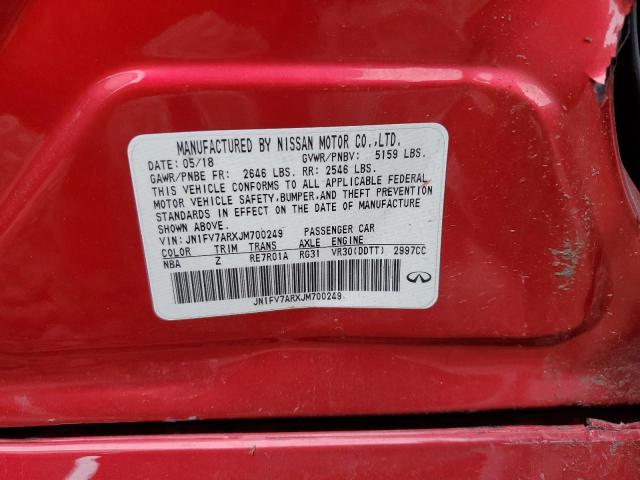 MANUFACTURED BY NISSAN MOTOR CO.,LTD.
DATE: 05/18 GVWR/PNBV: 5159 LBS.
GAWR/PNBE FR: 2646 LBS. RR: 2546 LBS.
THIS VEHICLE CONFORMS TO ALL APPLICABLE FEDERAL
MOTOR VEHICLE SAFETY,BUMPER,AND THEFT PREVENTION
STANDARDS IN EFFECT ON THE DATE OF MANUFACTURE
SHOWN ABOVE.
VIN: JN1FV7ARXJM700249 PASSENGER CAR
COLOR TRIM TRANS AXLE ENGINE
NBA Z RE7R01A RG31 VR30(DDTT) 2997CC
JN1FV7ARXJM700249